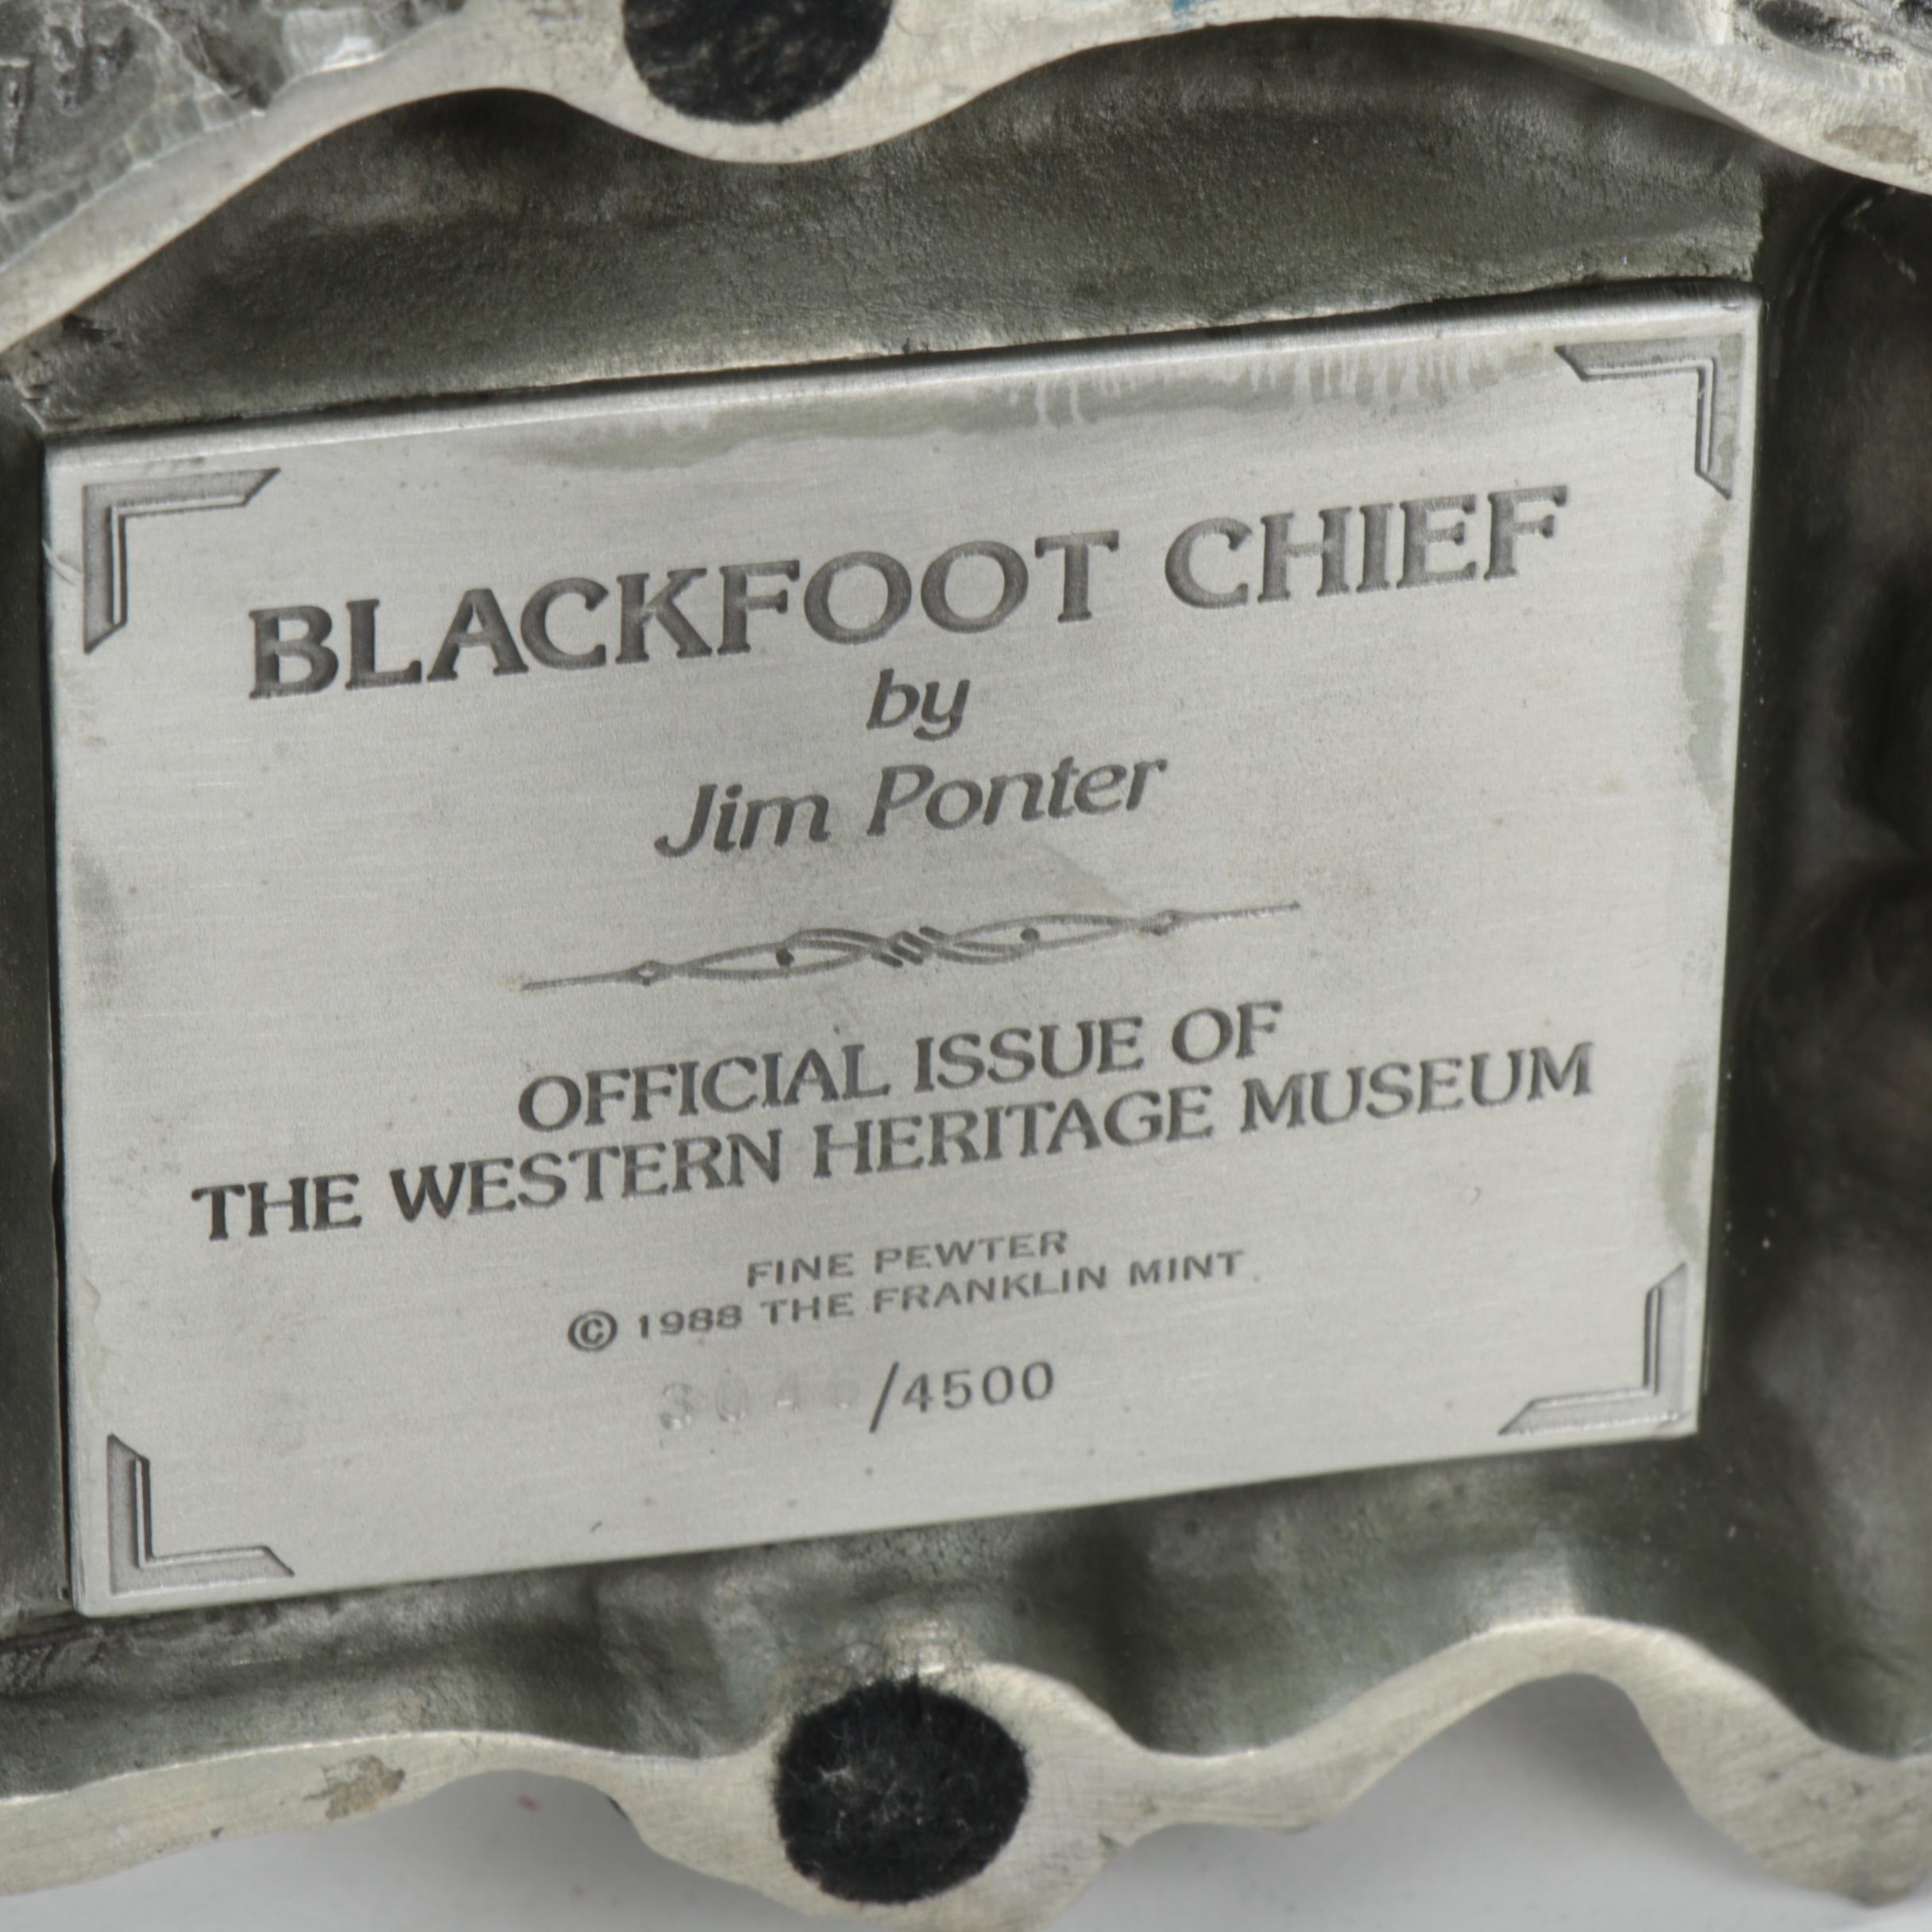 BLACKFOOT CHIEF
by
Jim Ponter
OFFICIAL ISSUE OF
THE WESTERN HERITAGE MUSEUM
FINE PEWTER
© 1988 THE FRANKLIN MINT
/4500